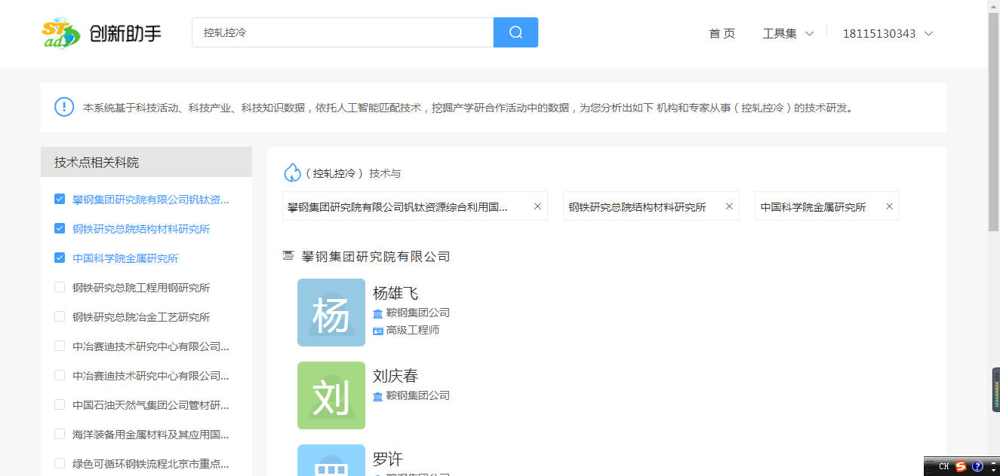 STad 创新助手
控轧控冷
首 页 工具集 18115130343
本系统基于科技活动、科技产业、科技知识数据，依托人工智能匹配技术，挖掘产学研合作活动中的数据，为您分析出如下 机构和专家从事（控轧控冷）的技术研发。
技术点相关科院
攀钢集团研究院有限公司钒钛资...
钢铁研究总院结构材料研究所
中国科学院金属研究所
钢铁研究总院工程用钢研究所
钢铁研究总院冶金工艺研究所
中冶赛迪技术研究中心有限公司...
中冶赛迪技术研究中心有限公司...
中国石油天然气集团公司管材研...
海洋装备用金属材料及其应用国...
绿色可循环钢铁流程北京市重点...
（控轧控冷）技术与
攀钢集团研究院有限公司钒钛资源综合利用国...
钢铁研究总院结构材料研究所
中国科学院金属研究所
攀钢集团研究院有限公司
杨
杨雄飞
鞍钢集团公司
高级工程师
刘
刘庆春
鞍钢集团公司
罗许
CH